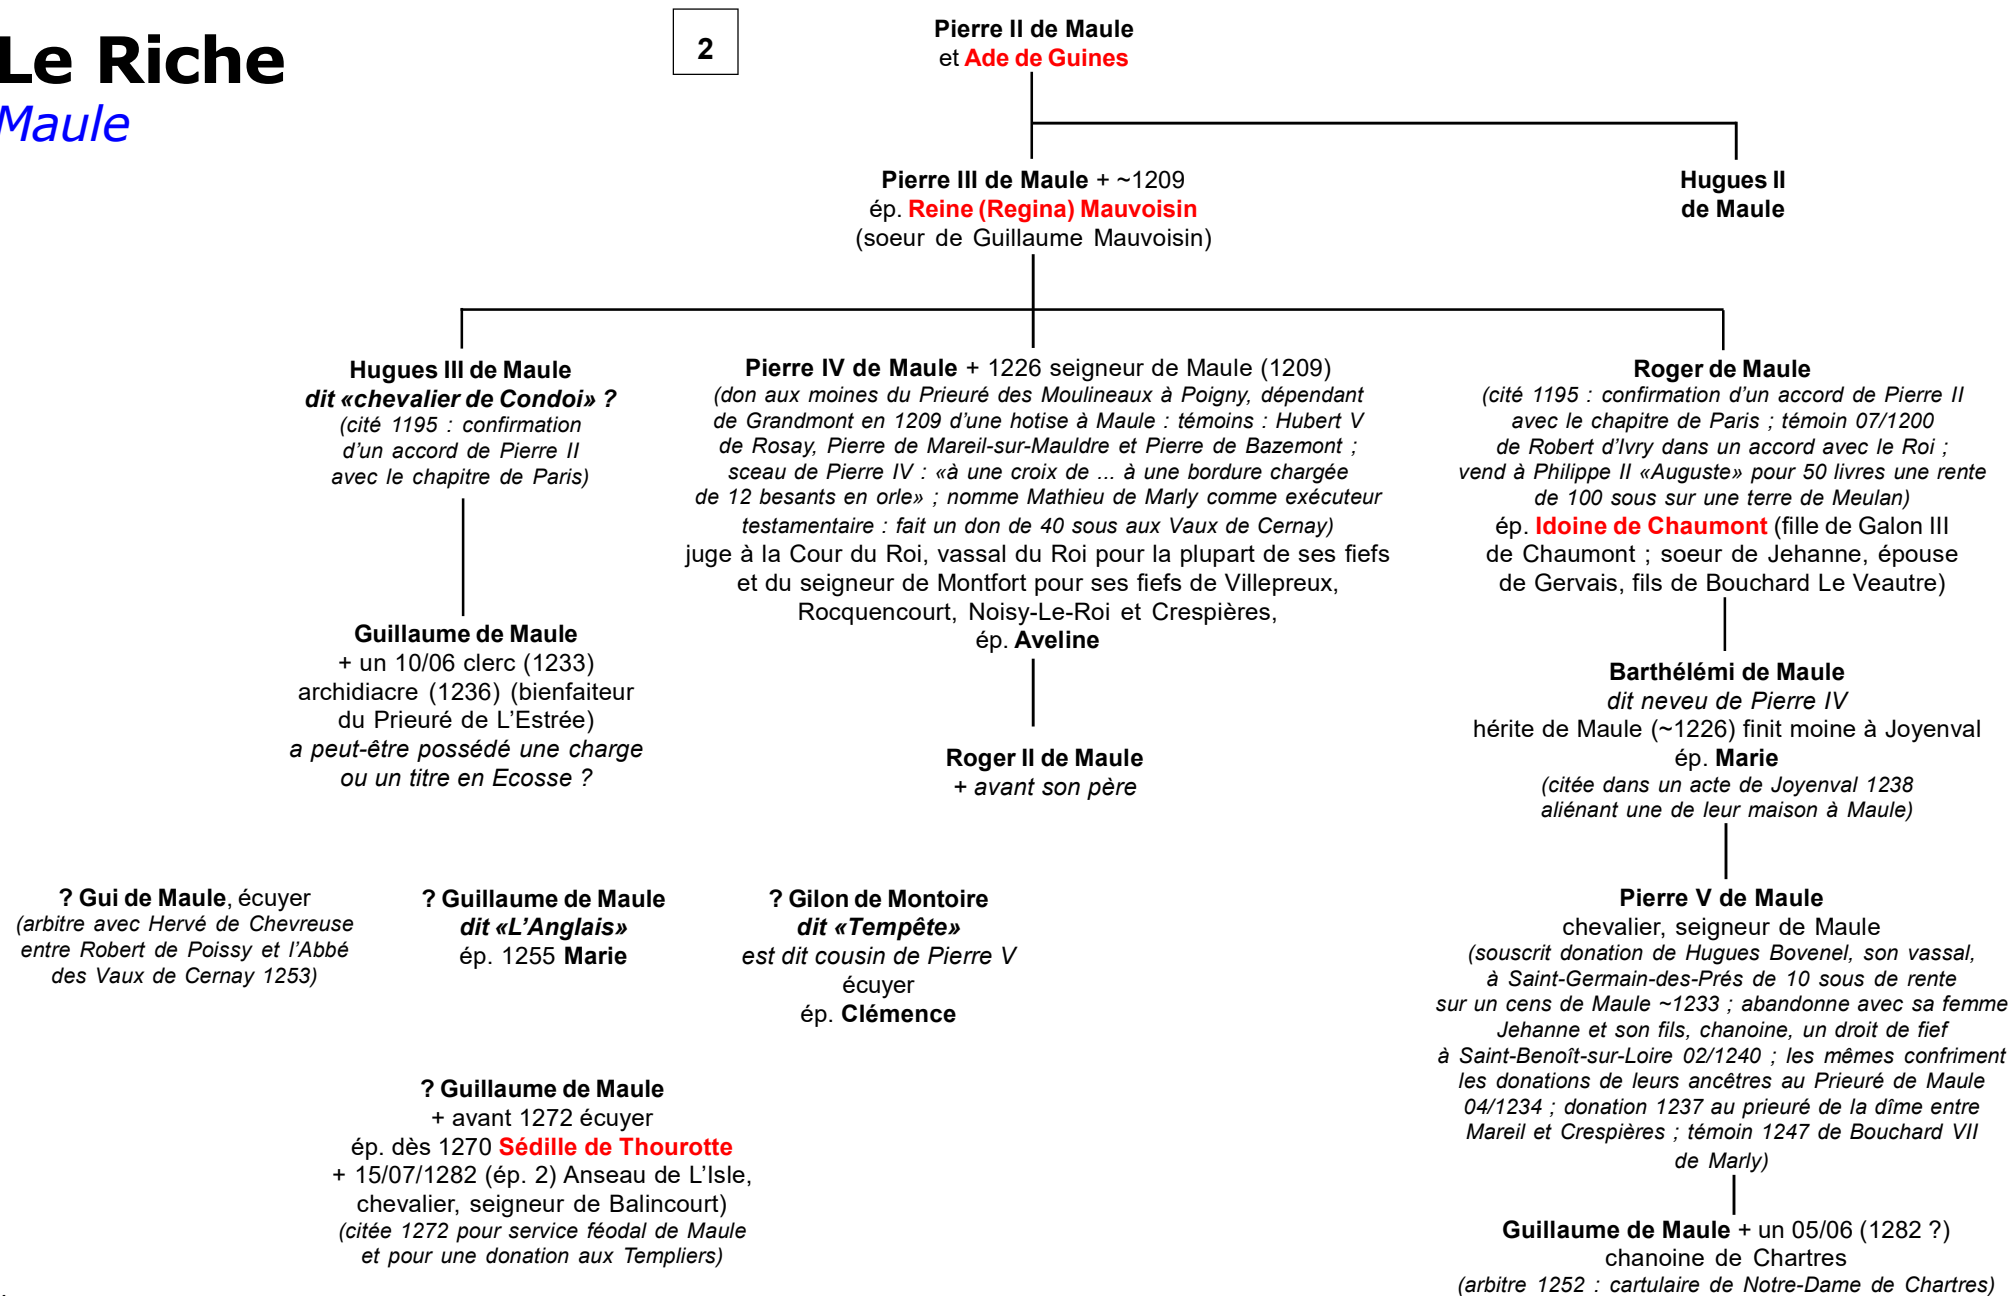 Le Riche
Maule
2
Pierre II de Maule
et Ade de Guines
Pierre III de Maule + ~1209
ép. Reine (Regina) Mauvoisin
(soeur de Guillaume Mauvoisin)
Hugues II
de Maule
Hugues III de Maule
dit «chevalier de Condoi» ?
(cité 1195 : confirmation
d'un accord de Pierre II
avec le chapitre de Paris)
Pierre IV de Maule + 1226 seigneur de Maule (1209)
(don aux moines du Prieuré des Moulineaux à Poigny, dépendant
de Grandmont en 1209 d'une hotise à Maule : témoins : Hubert V
de Rosay, Pierre de Mareil-sur-Mauldre et Pierre de Bazemont ;
sceau de Pierre IV : «à une croix de ... à une bordure chargée
de 12 besants en orle» ; nomme Mathieu de Marly comme exécuteur
testamentaire : fait un don de 40 sous aux Vaux de Cernay)
juge à la Cour du Roi, vassal du Roi pour la plupart de ses fiefs
et du seigneur de Montfort pour ses fiefs de Villepreux,
Rocquencourt, Noisy-Le-Roi et Crespières,
ép. Aveline
Roger de Maule
(cité 1195 : confirmation d'un accord de Pierre II
avec le chapitre de Paris ; témoin 07/1200
de Robert d'Ivry dans un accord avec le Roi ;
vend à Philippe II «Auguste» pour 50 livres une rente
de 100 sous sur une terre de Meulan)
ép. Idoine de Chaumont (fille de Galon III
de Chaumont ; soeur de Jehanne, épouse
de Gervais, fils de Bouchard Le Veautre)
Guillaume de Maule
+ un 10/06 clerc (1233)
archidiacre (1236) (bienfaiteur
du Prieuré de L'Estrée)
a peut-être possédé une charge
ou un titre en Ecosse ?
Roger II de Maule
+ avant son père
Barthélémi de Maule
dit neveu de Pierre IV
hérite de Maule (~1226) finit moine à Joyenval
ép. Marie
(citée dans un acte de Joyenval 1238
aliénant une de leur maison à Maule)
? Gui de Maule, écuyer
(arbitre avec Hervé de Chevreuse
entre Robert de Poissy et l'Abbé
des Vaux de Cernay 1253)
? Guillaume de Maule
dit «L'Anglais»
ép. 1255 Marie
? Gilon de Montoire
dit «Tempête»
est dit cousin de Pierre V
écuyer
ép. Clémence
Pierre V de Maule
chevalier, seigneur de Maule
(souscrit donation de Hugues Bovenel, son vassal,
à Saint-Germain-des-Prés de 10 sous de rente
sur un cens de Maule ~1233 ; abandonne avec sa femme
Jehanne et son fils, chanoine, un droit de fief
à Saint-Benoît-sur-Loire 02/1240 ; les mêmes confriment
les donations de leurs ancêtres au Prieuré de Maule
04/1234 ; donation 1237 au prieuré de la dîme entre
Mareil et Crespières ; témoin 1247 de Bouchard VII
de Marly)
? Guillaume de Maule
+ avant 1272 écuyer
ép. dès 1270 Sédille de Thourotte
+ 15/07/1282 (ép. 2) Anseau de L'Isle,
chevalier, seigneur de Balincourt)
(citée 1272 pour service féodal de Maule
et pour une donation aux Templiers)
Guillaume de Maule + un 05/06 (1282 ?)
chanoine de Chartres
(arbitre 1252 : cartulaire de Notre-Dame de Chartres)